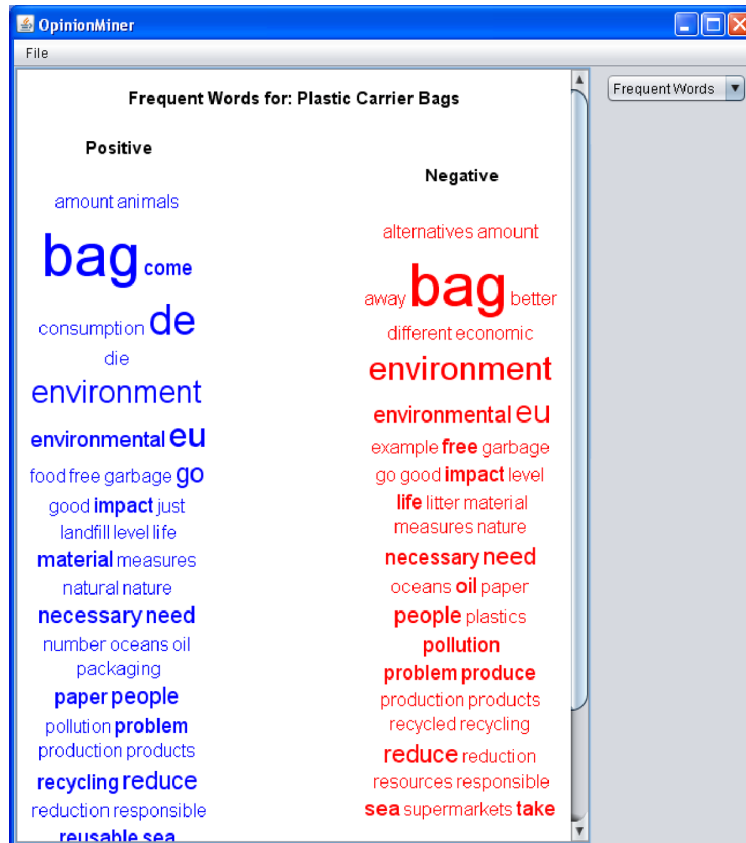 OpinionMiner
File
Frequent Words
Frequent Words for: Plastic Carrier Bags
Positive
amount animals
bag come
consumption de
die
environment
environmental eu
food free garbage go
good impact just
landfill level life
material measures
natural nature
necessary need
number oceans oil
packaging
paper people
pollution problem
production products
recycling reduce
reduction responsible
reusable sea
Negative
alternatives amount
away bag better
different economic
environment
environmental eu
example free garbage
go good impact level
life litter material
measures nature
necessary need
oceans oil paper
people plastics
pollution
problem produce
production products
recycled recycling
reduce reduction
resources responsible
sea supermarkets take